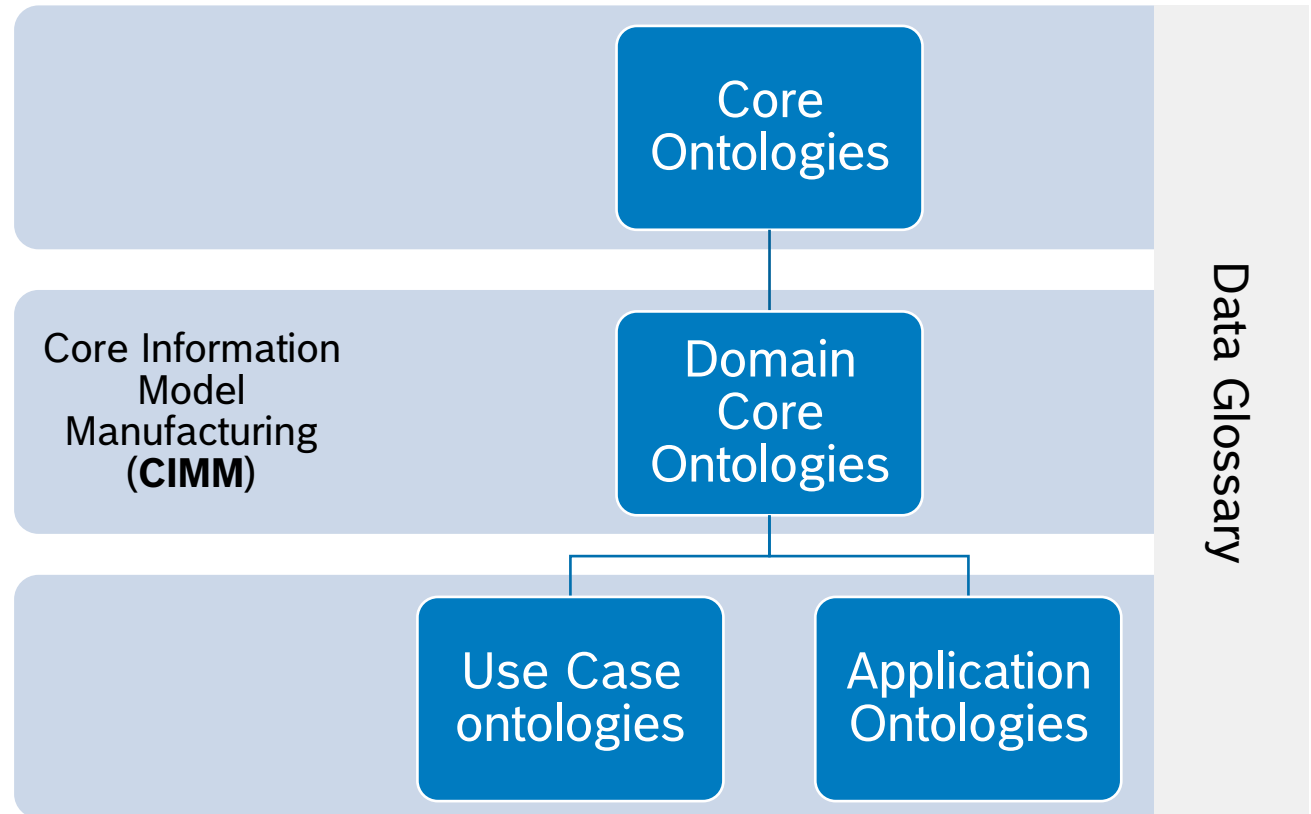 Core
Ontologies
Core Information
Model
Manufacturing
(CIMM)
Domain
Core
Ontologies
Use Case
ontologies
Application
Ontologies
Data Glossary